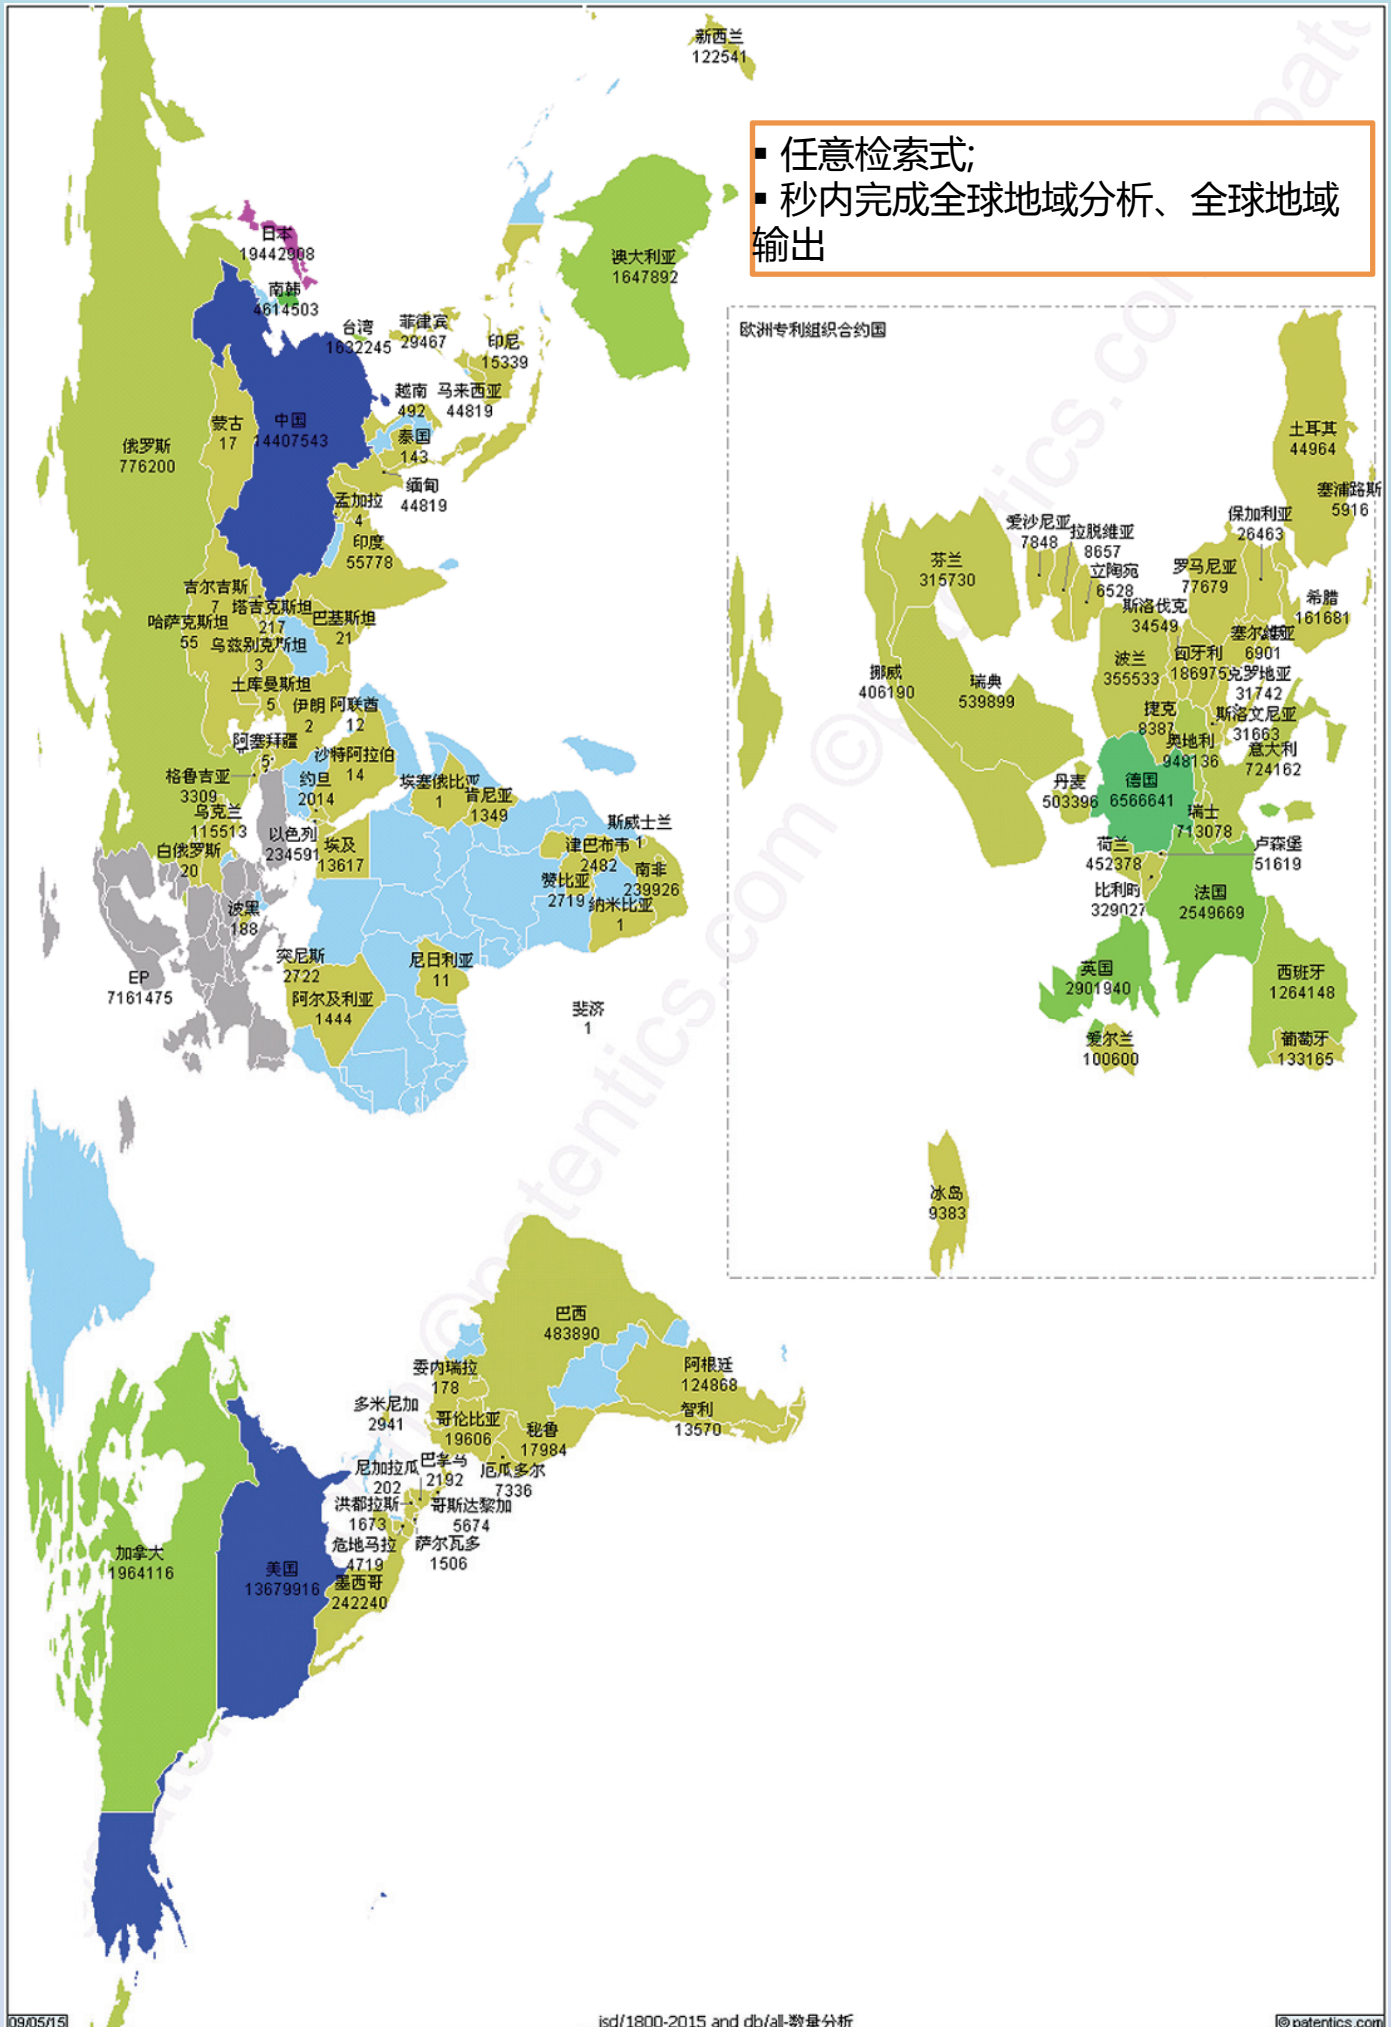 新西兰
122541
▪ 任意检索式;
▪ 秒内完成全球地域分析、全球地域
输出
日本
19442908
南韩
4614503
澳大利亚
1647892
台湾
1632245
菲律宾
29467
印尼
15339
越南
492
马来西亚
44819
泰国
143
缅甸
44819
蒙古
17
中国
14407543
俄罗斯
776200
孟加拉
4
印度
55778
吉尔吉斯
7
塔吉克斯坦
217
哈萨克斯坦
55
巴基斯坦
21
乌兹别克斯坦
3
土库曼斯坦
5
伊朗
2
阿联酋
12
阿塞拜疆
5
沙特阿拉伯
14
格鲁吉亚
3309
约旦
2014
埃塞俄比亚
1
肯尼亚
1349
乌克兰
115513
以色列
234591
埃及
13617
斯威士兰
1
津巴布韦
2482
白俄罗斯
20
赞比亚
2719
南非
239926
纳米比亚
1
波黑
188
突尼斯
2722
尼日利亚
11
EP
7161475
阿尔及利亚
1444
斐济
1
欧洲专利组织合约国
土耳其
44964
塞浦路斯
5916
保加利亚
26463
爱沙尼亚
7848
拉脱维亚
8657
立陶宛
6528
芬兰
315730
罗马尼亚
77679
希腊
161681
斯洛伐克
34549
塞尔维亚
6901
波兰
355533
匈牙利
186975
克罗地亚
31742
挪威
406190
瑞典
539899
捷克
8387
斯洛文尼亚
31663
奥地利
948136
意大利
724162
丹麦
503396
德国
6566641
瑞士
713078
荷兰
452378
卢森堡
51619
比利时
329027
法国
2549669
英国
2901940
西班牙
1264148
爱尔兰
100600
葡萄牙
133165
冰岛
9383
巴西
483890
委内瑞拉
178
阿根廷
124868
多米尼加
2941
哥伦比亚
19606
秘鲁
17984
智利
13570
尼加拉瓜
202
巴拿马
2192
厄瓜多尔
7336
洪都拉斯
1673
哥斯达黎加
5674
危地马拉
4719
萨尔瓦多
1506
加拿大
1964116
美国
13679916
墨西哥
242240
09/05/15
isd/1800-2015 and db/all-数量分析
©patentics.com